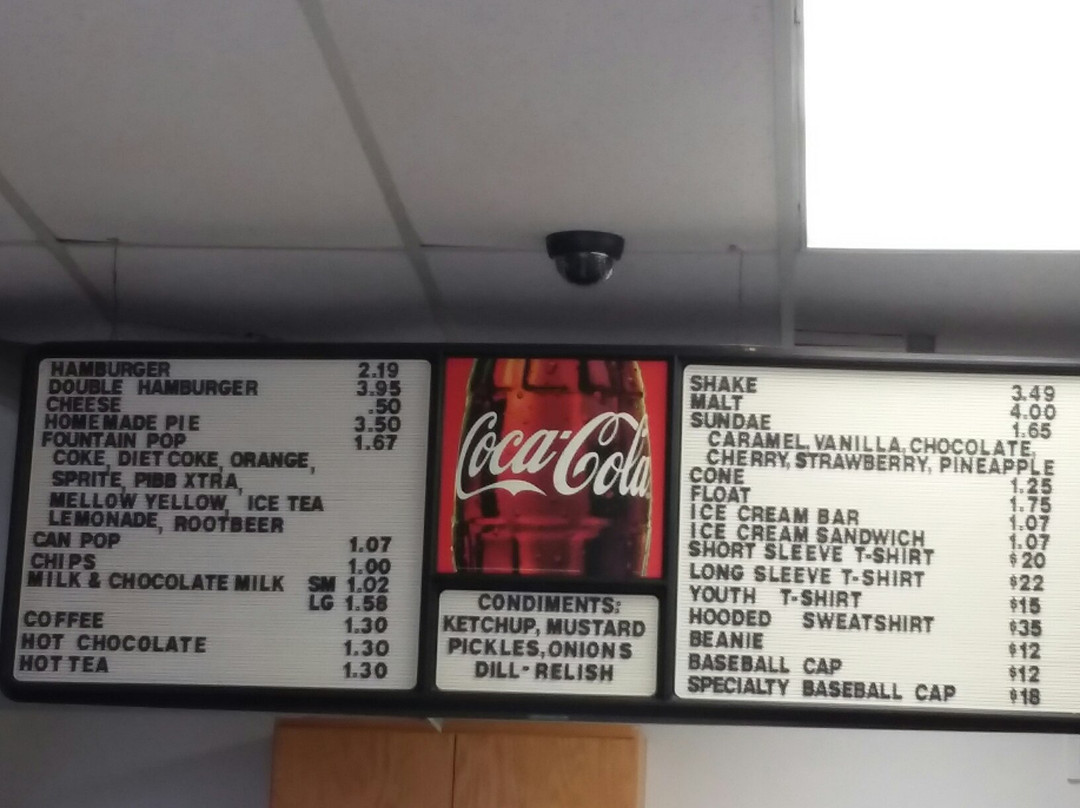 HAMBURGER 2.19
DOUBLE HAMBURGER 3.95
CHEESE .50
HOMEMADE PIE 3.50
FOUNTAIN POP 1.67
COKE, DIET COKE, ORANGE,
SPRITE, PIBB XTRA,
MELLOW YELLOW, ICE TEA
LEMONADE, ROOTBEER
CAN POP 1.07
CHIPS 1.00
MILK & CHOCOLATE MILK SM 1.02
LG 1.58
COFFEE 1.30
HOT CHOCOLATE 1.30
HOT TEA 1.30
Coca-Cola
CONDIMENTS:
KETCHUP, MUSTARD
PICKLES, ONIONS
DILL-RELISH
SHAKE 3.49
MALT 4.00
SUNDAE 1.65
CARAMEL, VANILLA, CHOCOLATE,
CHERRY, STRAWBERRY, PINEAPPLE
CONE 1.25
FLOAT 1.75
ICE CREAM BAR 1.07
ICE CREAM SANDWICH 1.07
SHORT SLEEVE T-SHIRT $20
LONG SLEEVE T-SHIRT $22
YOUTH T-SHIRT $15
HOODED SWEATSHIRT $35
BEANIE $12
BASEBALL CAP $12
SPECIALTY BASEBALL CAP $18